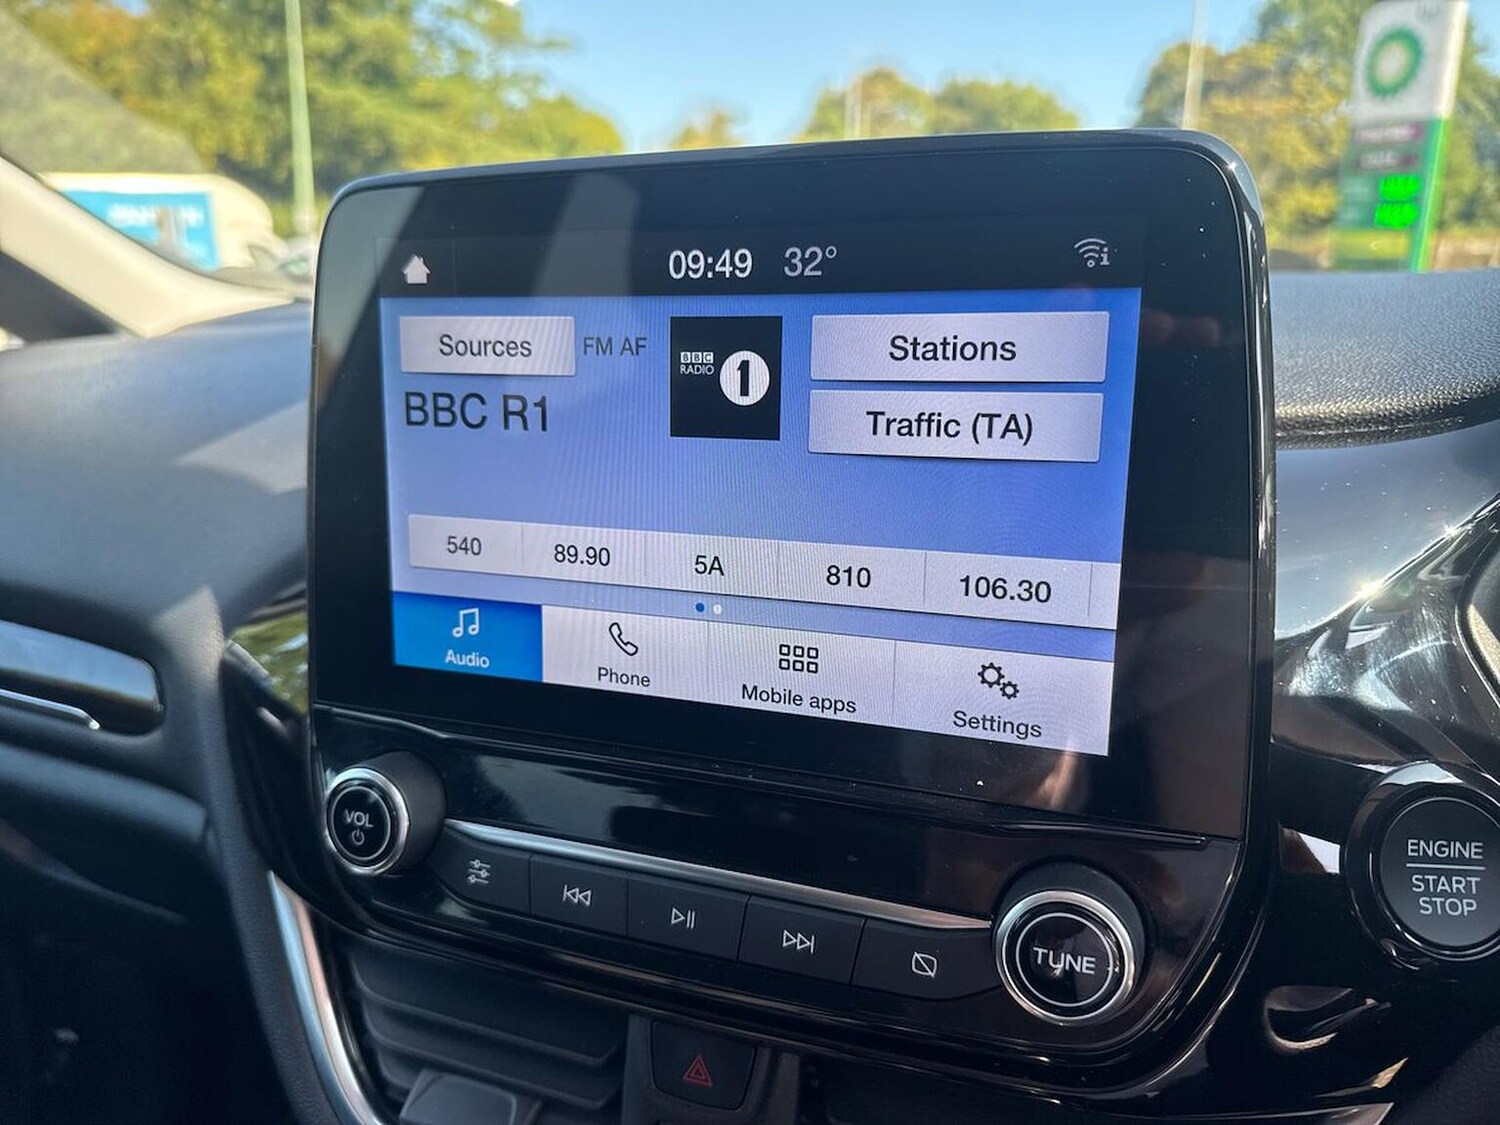 09:49 32°
Sources FM AF
BBC
RADIO 1
Stations
BBC R1
Traffic (TA)
540 89.90 5A 810 106.30
Audio Phone Mobile apps Settings
VOL
TUNE
ENGINE
START
STOP